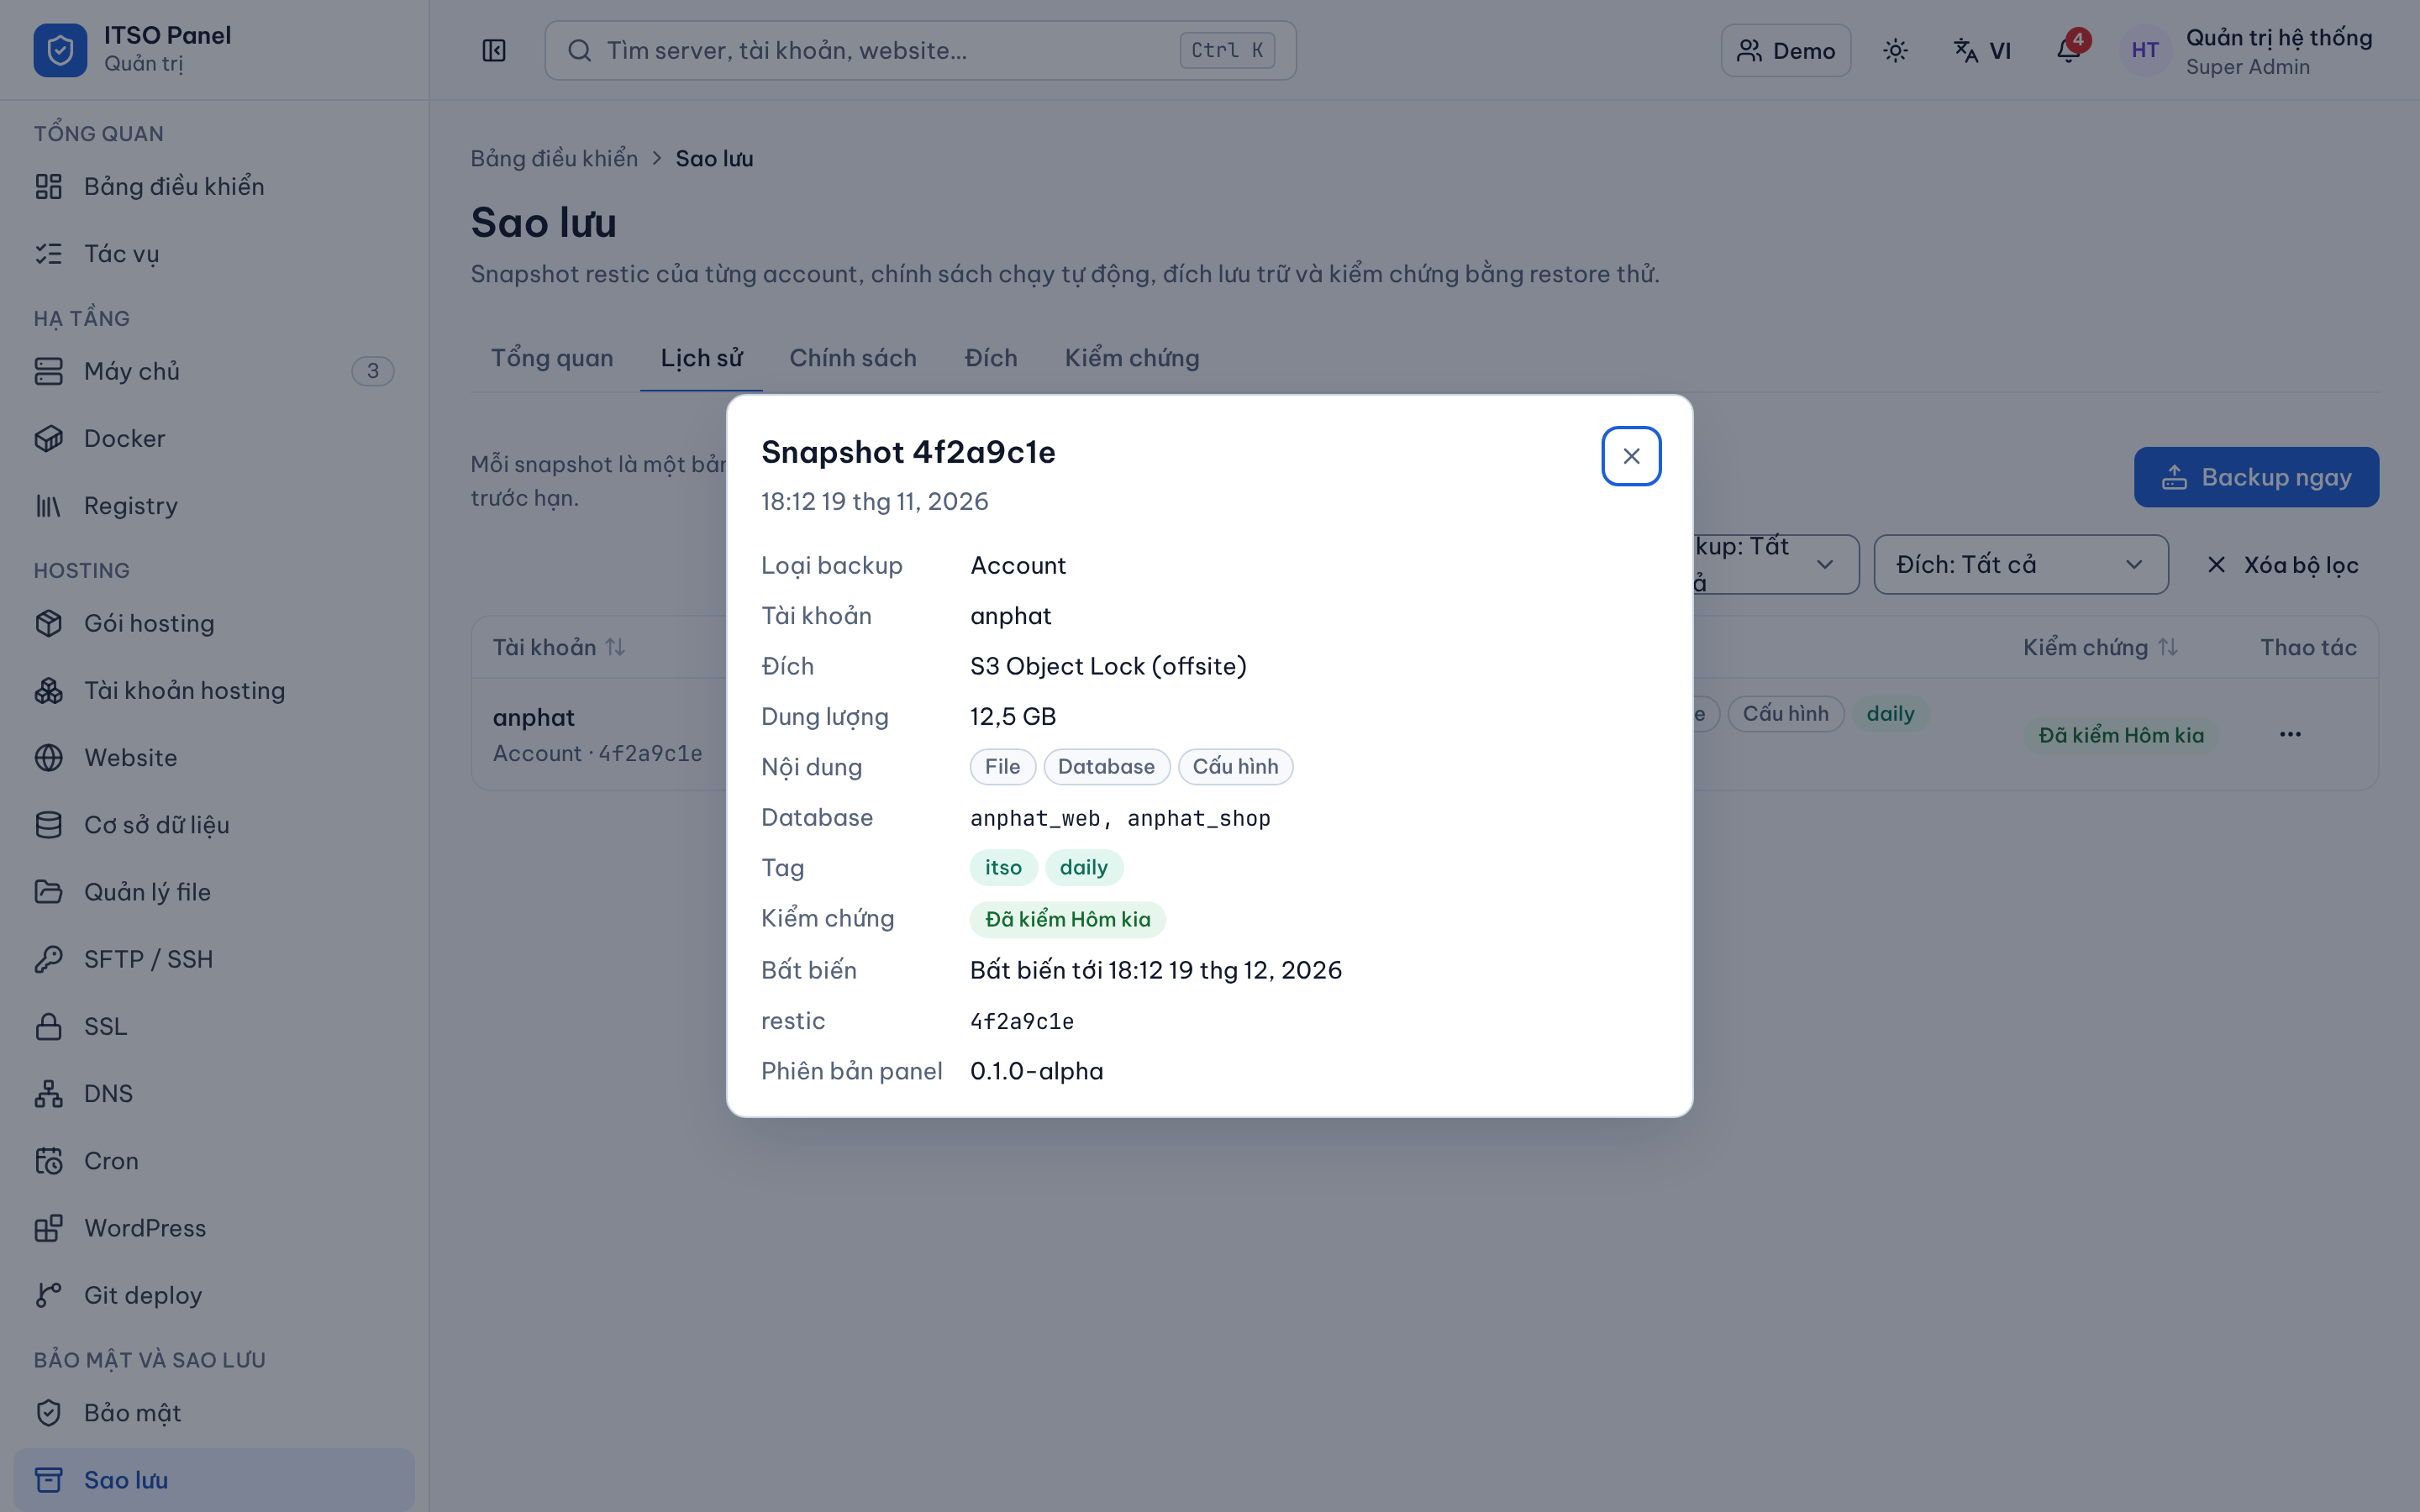 ITSO Panel
Quản trị
Tìm server, tài khoản, website...
Ctrl K
Demo
VI
4
HT
Quản trị hệ thống
Super Admin
TỔNG QUAN
Bảng điều khiển
Tác vụ
HẠ TẦNG
Máy chủ
3
Docker
Registry
HOSTING
Gói hosting
Tài khoản hosting
Website
Cơ sở dữ liệu
Quản lý file
SFTP / SSH
SSL
DNS
Cron
WordPress
Git deploy
BẢO MẬT VÀ SAO LƯU
Bảo mật
Sao lưu
Bảng điều khiển > Sao lưu
Sao lưu
Snapshot restic của từng account, chính sách chạy tự động, đích lưu trữ và kiểm chứng bằng restore thử.
Tổng quan Lịch sử Chính sách Đích Kiểm chứng
Mỗi snapshot là một
trước hạn.
Backup ngay
kup: Tất
Đích: Tất cả
Xóa bộ lọc
Tài khoản
Kiểm chứng
Thao tác
anphat
Account · 4f2a9c1e
Cấu hình
daily
Đã kiểm Hôm kia
Snapshot 4f2a9c1e
18:12 19 thg 11, 2026
Loại backup Account
Tài khoản anphat
Đích S3 Object Lock (offsite)
Dung lượng 12,5 GB
Nội dung File Database Cấu hình
Database anphat_web, anphat_shop
Tag itso daily
Kiểm chứng Đã kiểm Hôm kia
Bất biến Bất biến tới 18:12 19 thg 12, 2026
restic 4f2a9c1e
Phiên bản panel 0.1.0-alpha